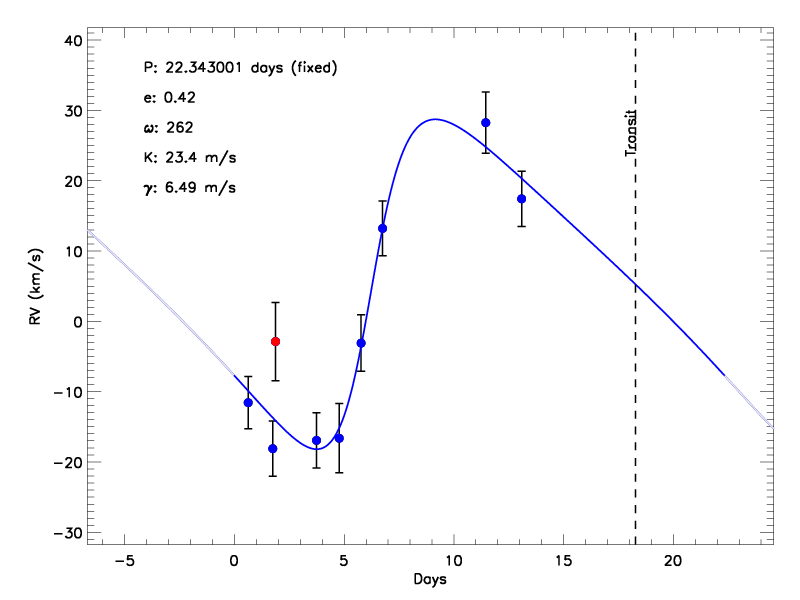 P: 22.343001 days (fixed)
e: 0.42
ω: 262
K: 23.4 m/s
γ: 6.49 m/s
Transit
RV (km/s)
40
30
20
10
0
−10
−20
−30
−5 0 5 10 15 20
Days